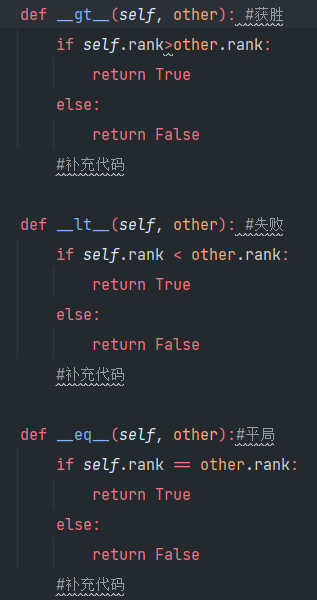 def __gt__(self, other): #获胜
if self.rank>other.rank:
return True
else:
return False
#补充代码
def __lt__(self, other): #失败
if self.rank < other.rank:
return True
else:
return False
#补充代码
def __eq__(self, other):#平局
if self.rank == other.rank:
return True
else:
return False
#补充代码